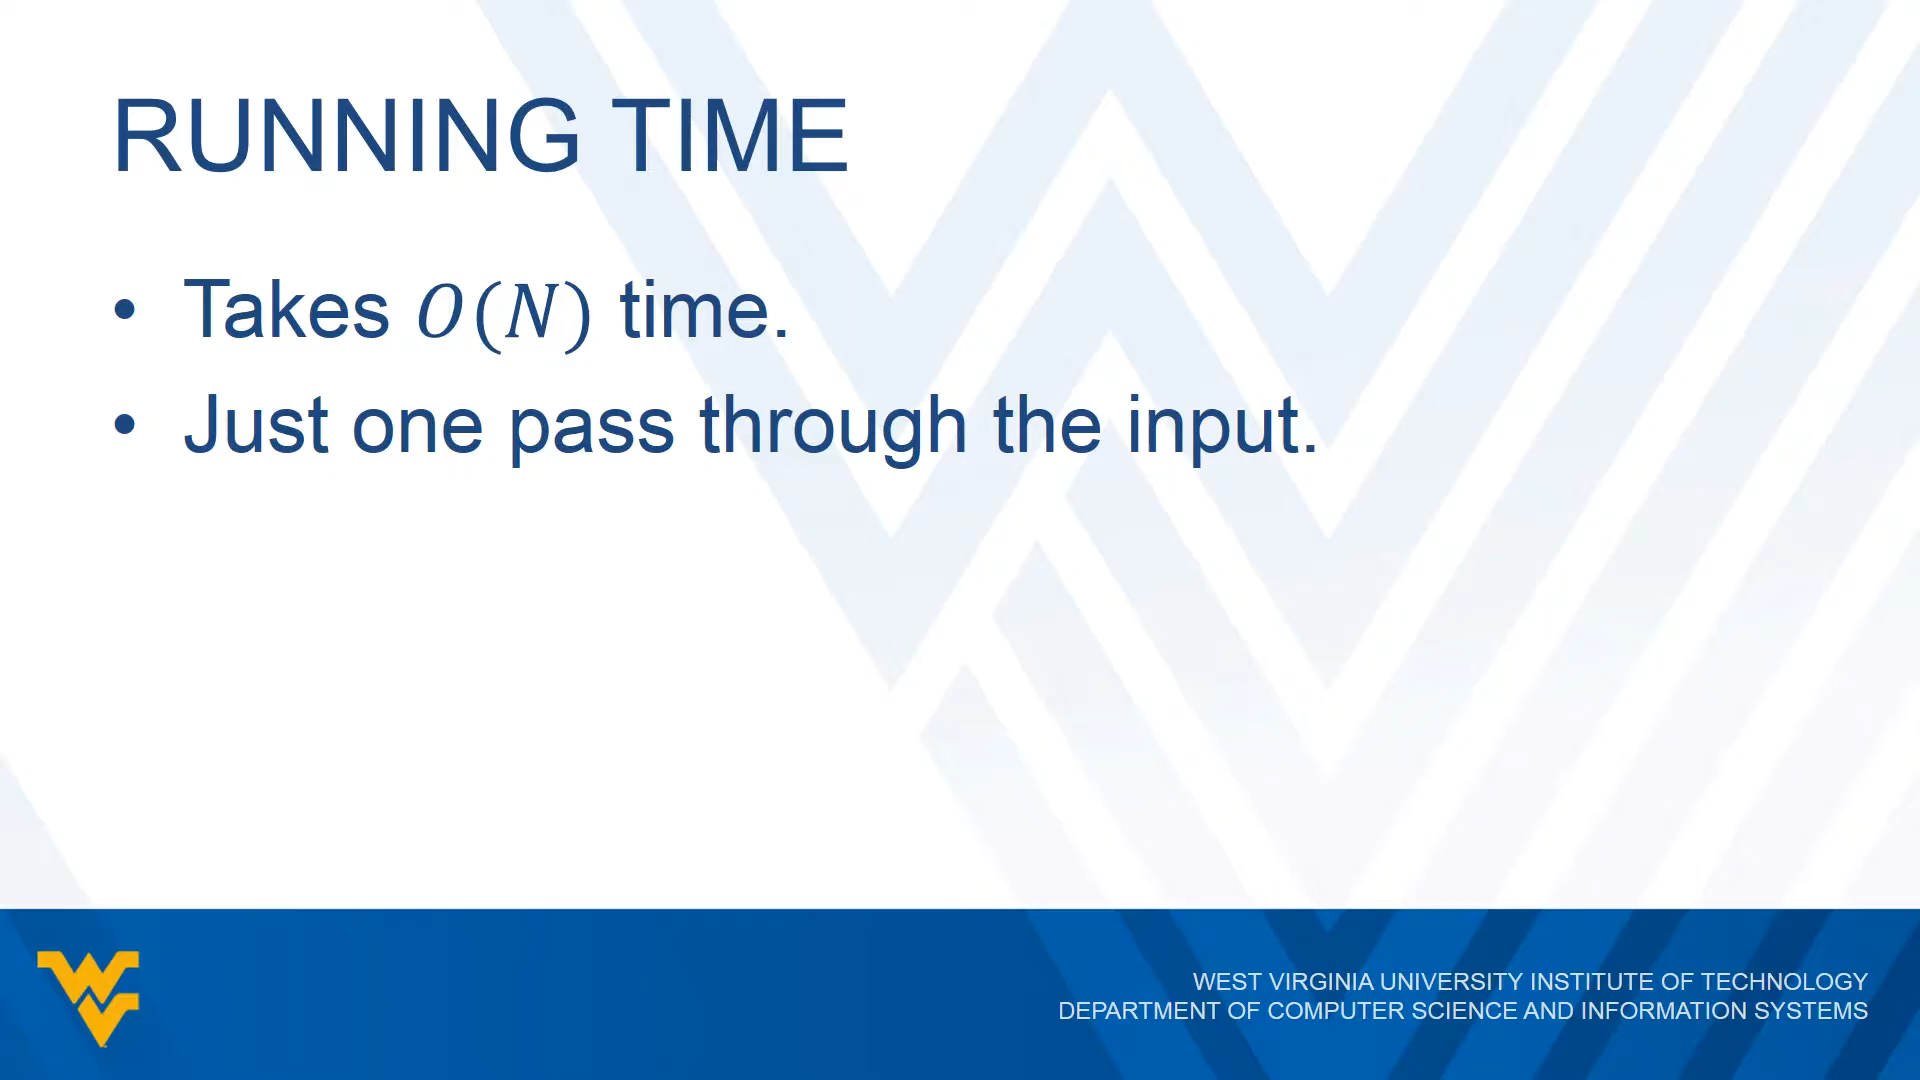 RUNNING TIME
• Takes O(N) time.
• Just one pass through the input.
WEST VIRGINIA UNIVERSITY INSTITUTE OF TECHNOLOGY
DEPARTMENT OF COMPUTER SCIENCE AND INFORMATION SYSTEMS